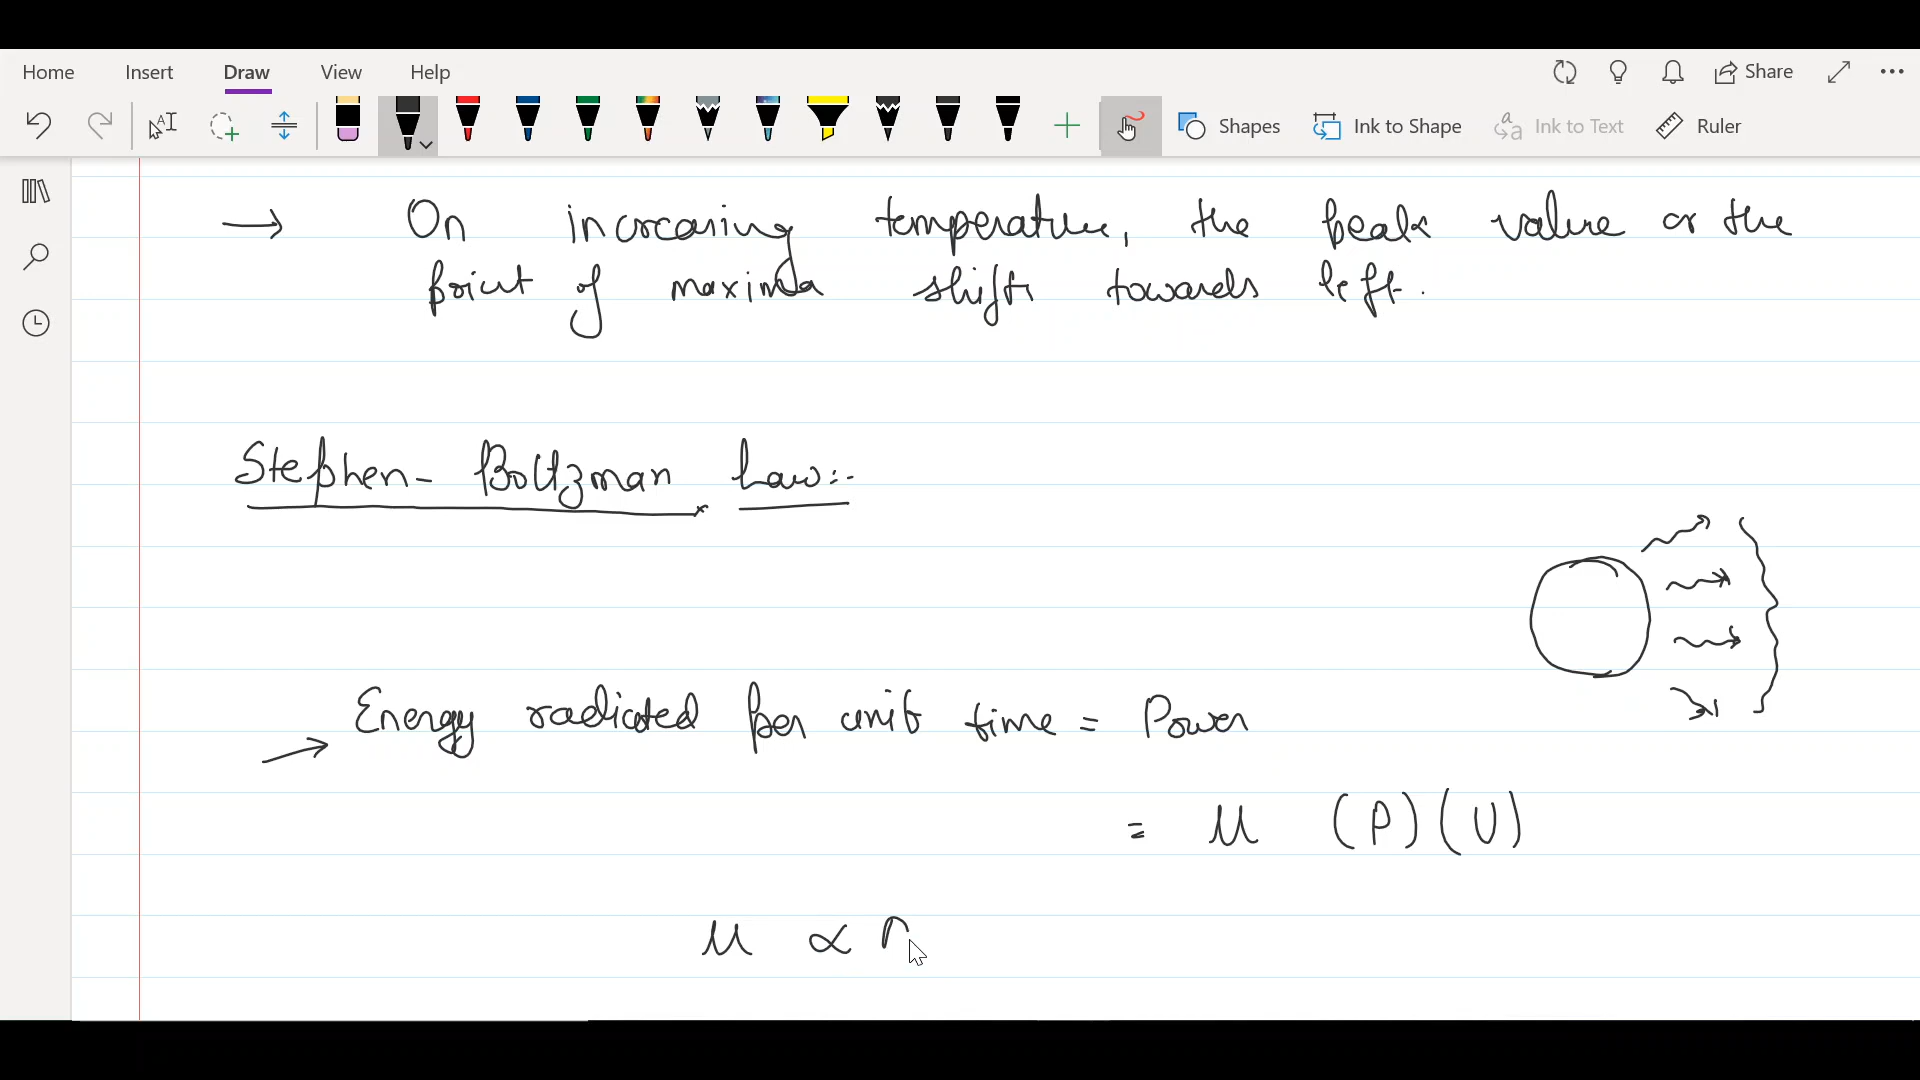 Home Insert Draw View Help Share
Shapes Ink to Shape Ink to Text Ruler
→ On increasing temperature, the peak value or the
point of maxima shifts towards left.
Stephen- Boltzman Law:-
→ Energy radiated per unit time = Power
= u (P)(U)
u ∝